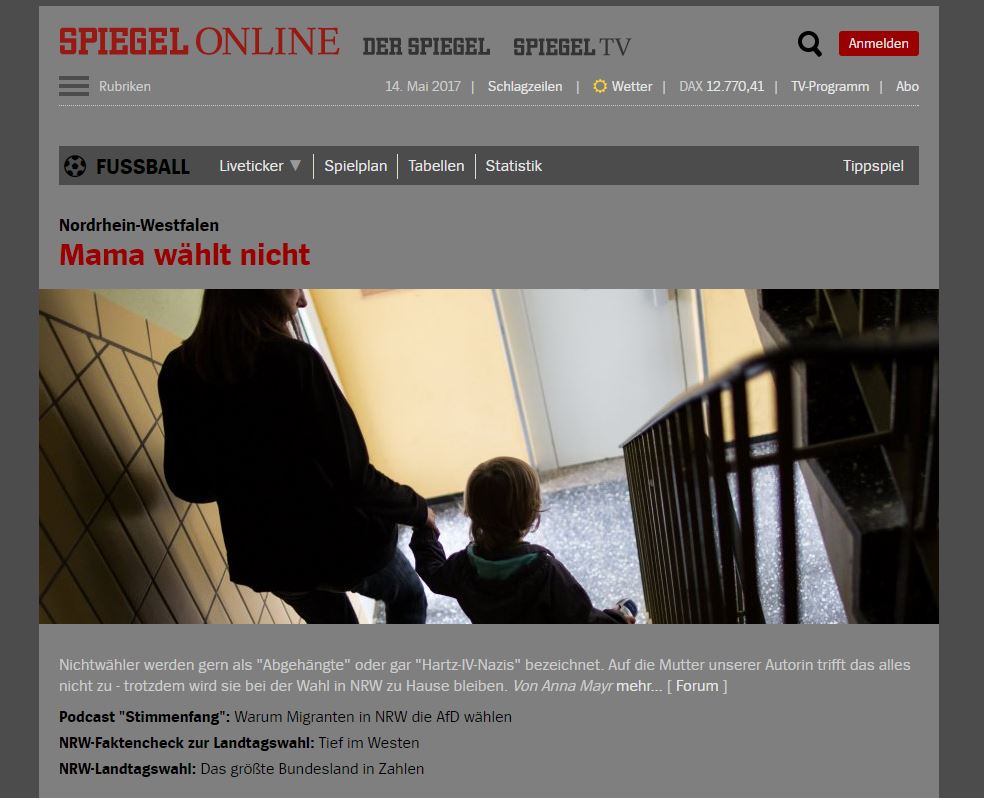 SPIEGEL ONLINE DER SPIEGEL SPIEGEL TV Anmelden
Rubriken 14. Mai 2017 | Schlagzeilen | Wetter | DAX 12.770,41 | TV-Programm | Abo
FUSSBALL Liveticker ▼ | Spielplan | Tabellen | Statistik Tippspiel
Nordrhein-Westfalen
Mama wählt nicht
Nichtwähler werden gern als "Abgehängte" oder gar "Hartz-IV-Nazis" bezeichnet. Auf die Mutter unserer Autorin trifft das alles
nicht zu - trotzdem wird sie bei der Wahl in NRW zu Hause bleiben. Von Anna Mayr mehr... [ Forum ]
Podcast "Stimmenfang": Warum Migranten in NRW die AfD wählen
NRW-Faktencheck zur Landtagswahl: Tief im Westen
NRW-Landtagswahl: Das größte Bundesland in Zahlen